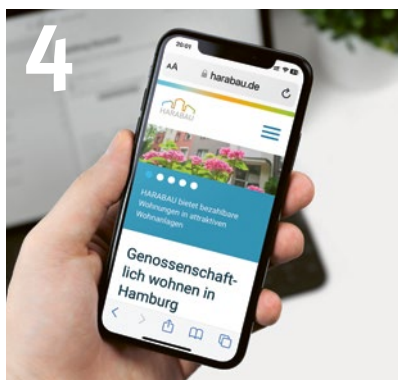 4
20:01
AA harabau.de
HARABAU
HARABAU bietet bezahlbare
Wohnungen in attraktiven
Wohnanlagen.
Genossenschaft-
lich wohnen in
Hamburg